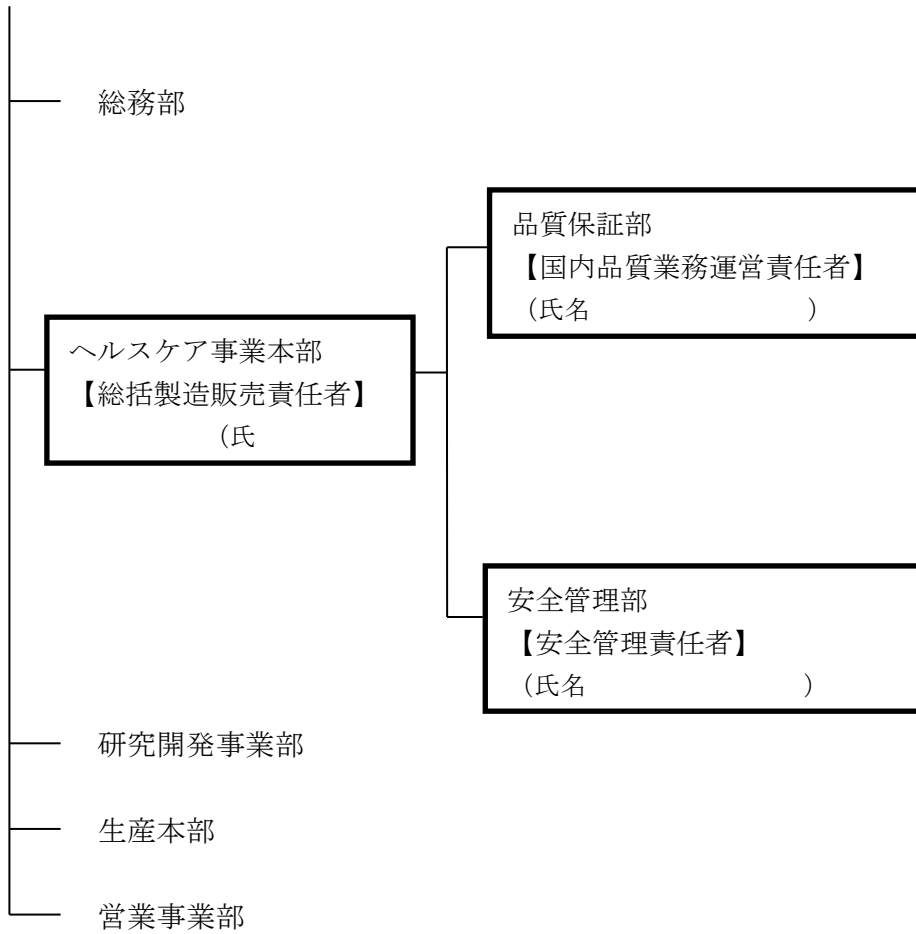 総務部
品質保証部
【国内品質業務運営責任者】
(氏名　　　　　　　　)
ヘルスケア事業本部
【総括製造販売責任者】
(氏
安全管理部
【安全管理責任者】
(氏名　　　　　　　　)
研究開発事業部
生産本部
営業事業部